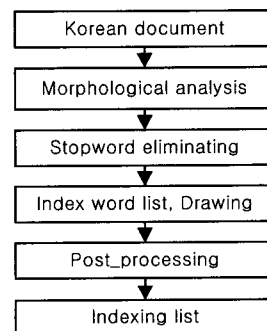 Korean document
Morphological analysis
Stopword eliminating
Index word list, Drawing
Post_processing
Indexing list